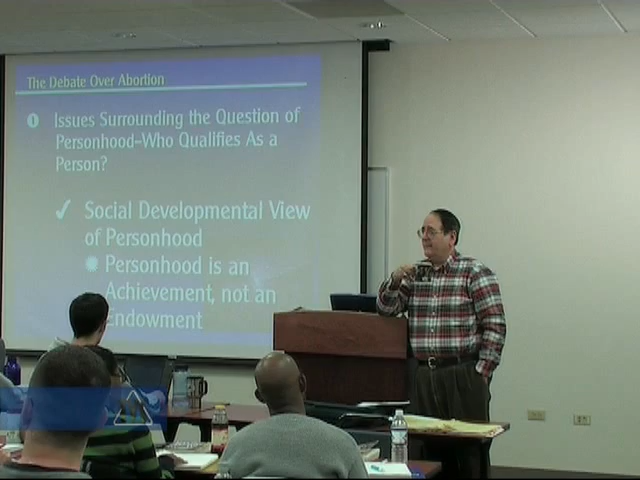 The Debate Over Abortion
1 Issues Surrounding the Question of
Personhood–Who Qualifies As a
Person?
✓ Social Developmental View
of Personhood
Personhood is an
Achievement, not an
Endowment